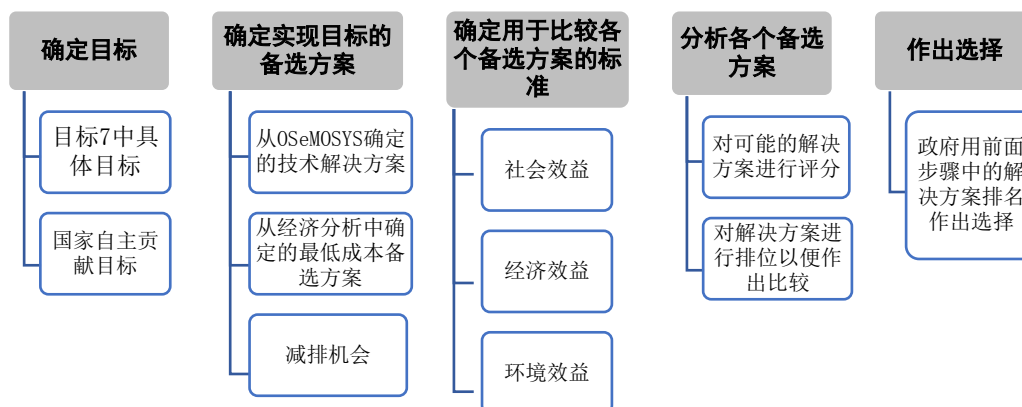 确定目标
目标7中具
体目标
国家自主贡
献目标
确定实现目标的
备选方案
从OSeMOSYS确定
的技术解决方案
从经济分析中确
定的最低成本备
选方案
减排机会
确定用于比较各
个备选方案的标
准
社会效益
经济效益
环境效益
分析各个备选
方案
对可能的解决
方案进行评分
对解决方案进
行排位以便作
出比较
作出选择
政府用前面
步骤中的解
决方案排名
作出选择